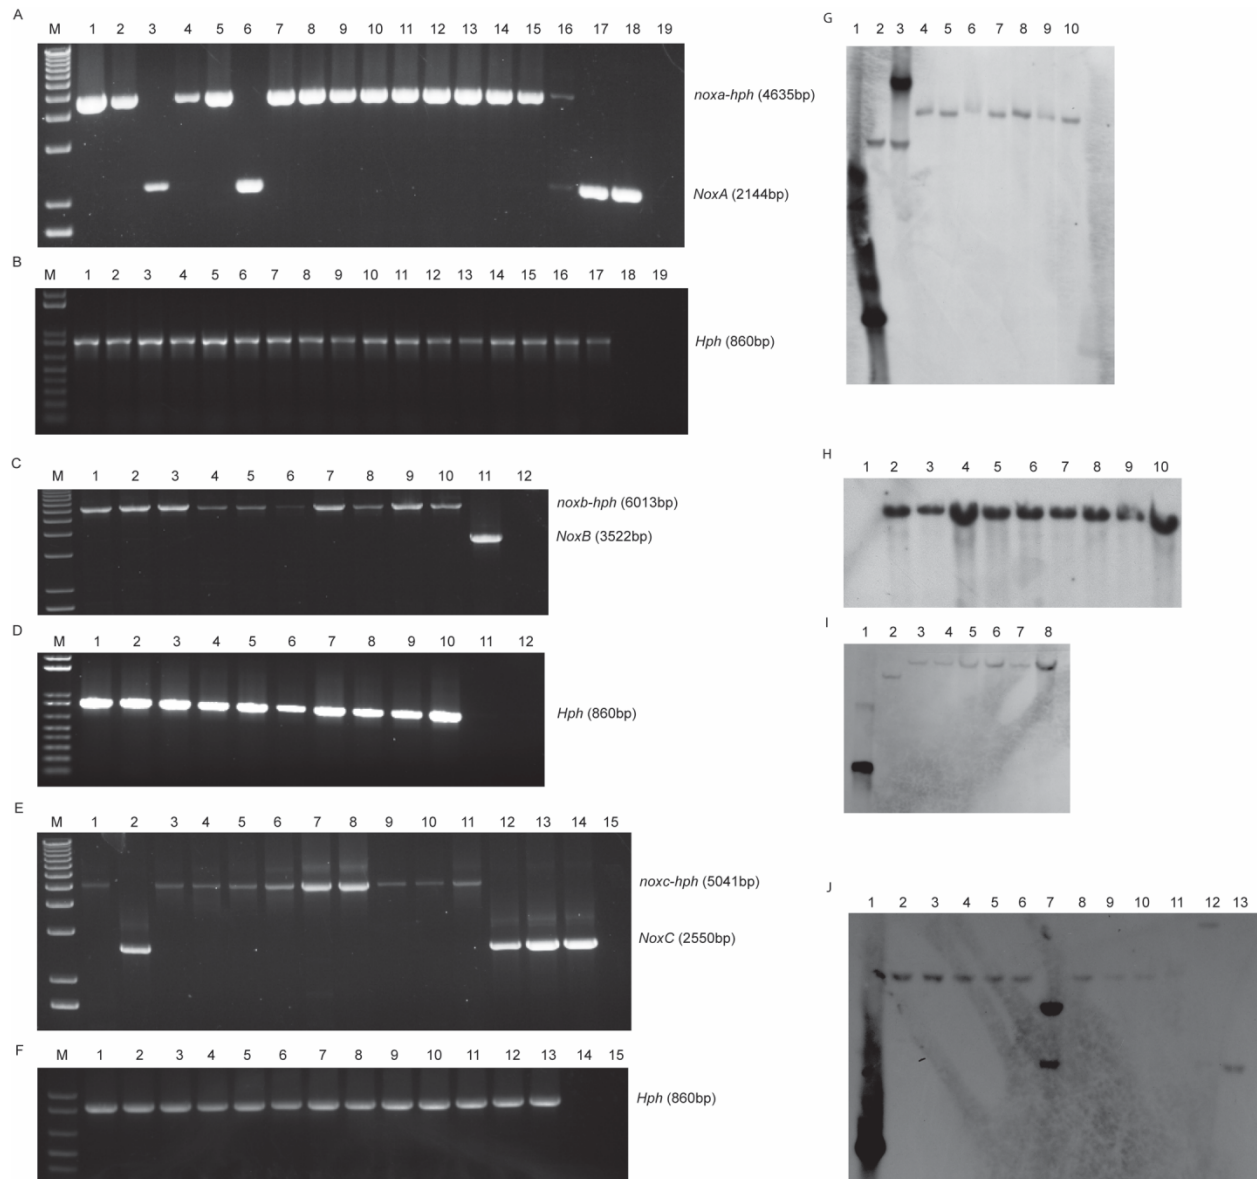 A
M 1 2 3 4 5 6 7 8 9 10 11 12 13 14 15 16 17 18 19
noxa-hph (4635bp)
NoxA (2144bp)
B
M 1 2 3 4 5 6 7 8 9 10 11 12 13 14 15 16 17 18 19
Hph (860bp)
C
M 1 2 3 4 5 6 7 8 9 10 11 12
noxb-hph (6013bp)
NoxB (3522bp)
D
M 1 2 3 4 5 6 7 8 9 10 11 12
Hph (860bp)
E
M 1 2 3 4 5 6 7 8 9 10 11 12 13 14 15
noxc-hph (5041bp)
NoxC (2550bp)
F
M 1 2 3 4 5 6 7 8 9 10 11 12 13 14 15
Hph (860bp)
G
1 2 3 4 5 6 7 8 9 10
H
1 2 3 4 5 6 7 8 9 10
I
1 2 3 4 5 6 7 8
J
1 2 3 4 5 6 7 8 9 10 11 12 13